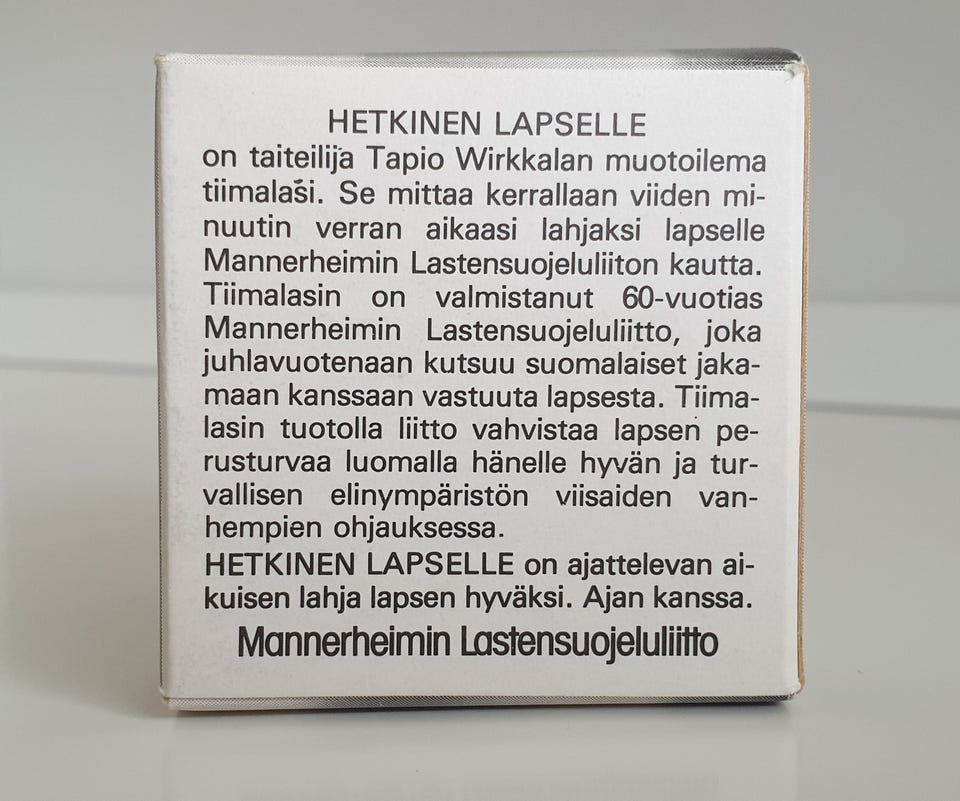 HETKINEN LAPSELLE
on taiteilija Tapio Wirkkalan muotoilema
tiimalasi. Se mittaa kerrallaan viiden mi-
nuutin verran aikaasi lahjaksi lapselle
Mannerheimin Lastensuojeluliiton kautta.
Tiimalasin on valmistanut 60-vuotias
Mannerheimin Lastensuojeluliitto, joka
juhlavuotenaan kutsuu suomalaiset jaka-
maan kanssaan vastuuta lapsesta. Tiima-
lasin tuotolla liitto vahvistaa lapsen pe-
rusturvaa luomalla hänelle hyvän ja tur-
vallisen elinympäristön viisaiden van-
hempien ohjauksessa.
HETKINEN LAPSELLE on ajattelevan ai-
kuisen lahja lapsen hyväksi. Ajan kanssa.
Mannerheimin Lastensuojeluliitto